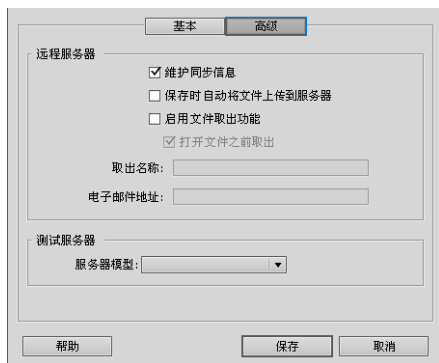 基本 高级
远程服务器
维护同步信息
保存时自动将文件上传到服务器
启用文件取出功能
打开文件之前取出
取出名称:
电子邮件地址:
测试服务器
服务器模型:
帮助 保存 取消